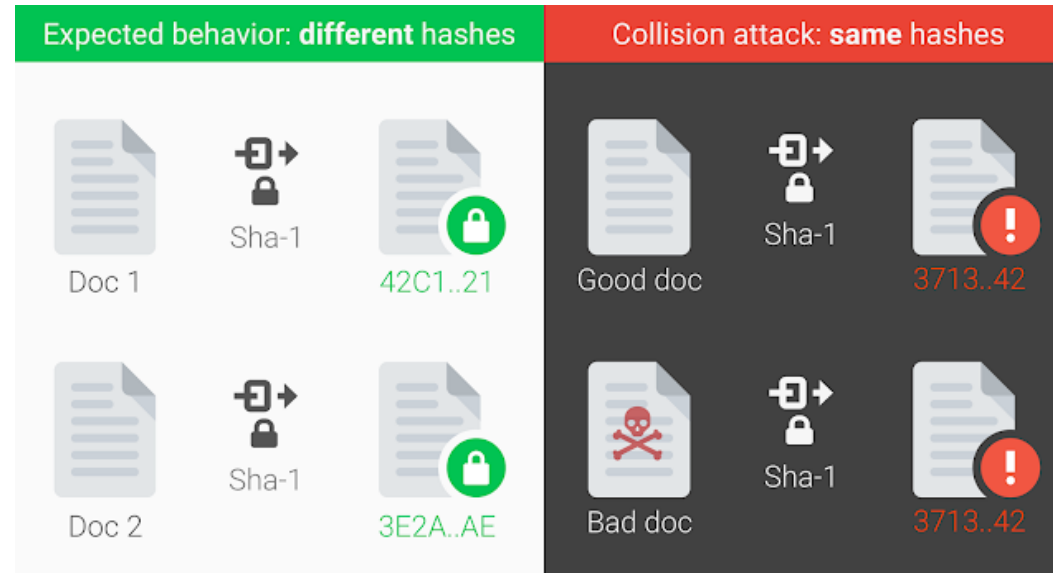 Expected behavior: different hashes
Sha-1
Doc 1
42C1..21
Sha-1
Doc 2
3E2A..AE
Collision attack: same hashes
Sha-1
Good doc
3713..42
Sha-1
Bad doc
3713..42